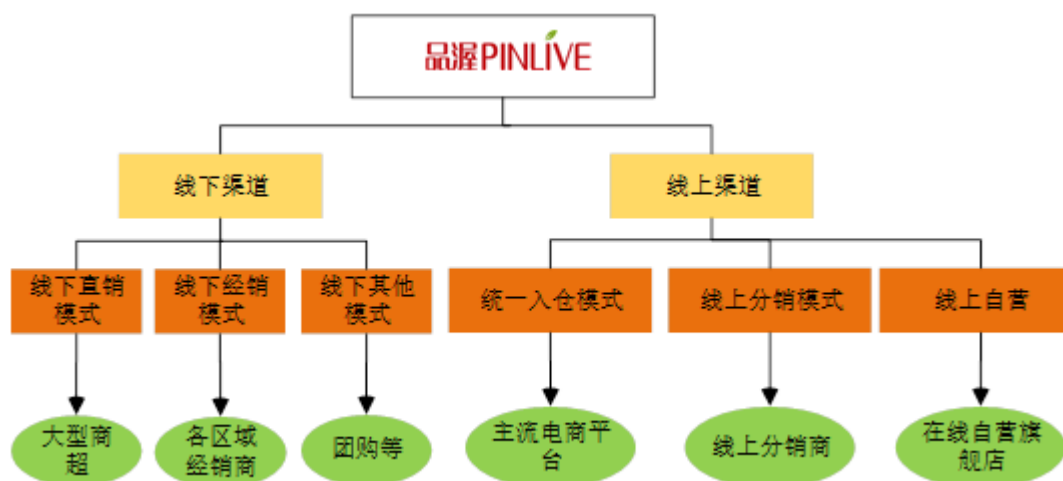 品渥PINLIVE
线下渠道
线上渠道
线下直销
模式
线下经销
模式
线下其他
模式
统一入仓模式
线上分销模式
线上自营
大型商
超
各区域
经销商
团购等
主流电商平
台
线上分销商
在线自营旗
舰店